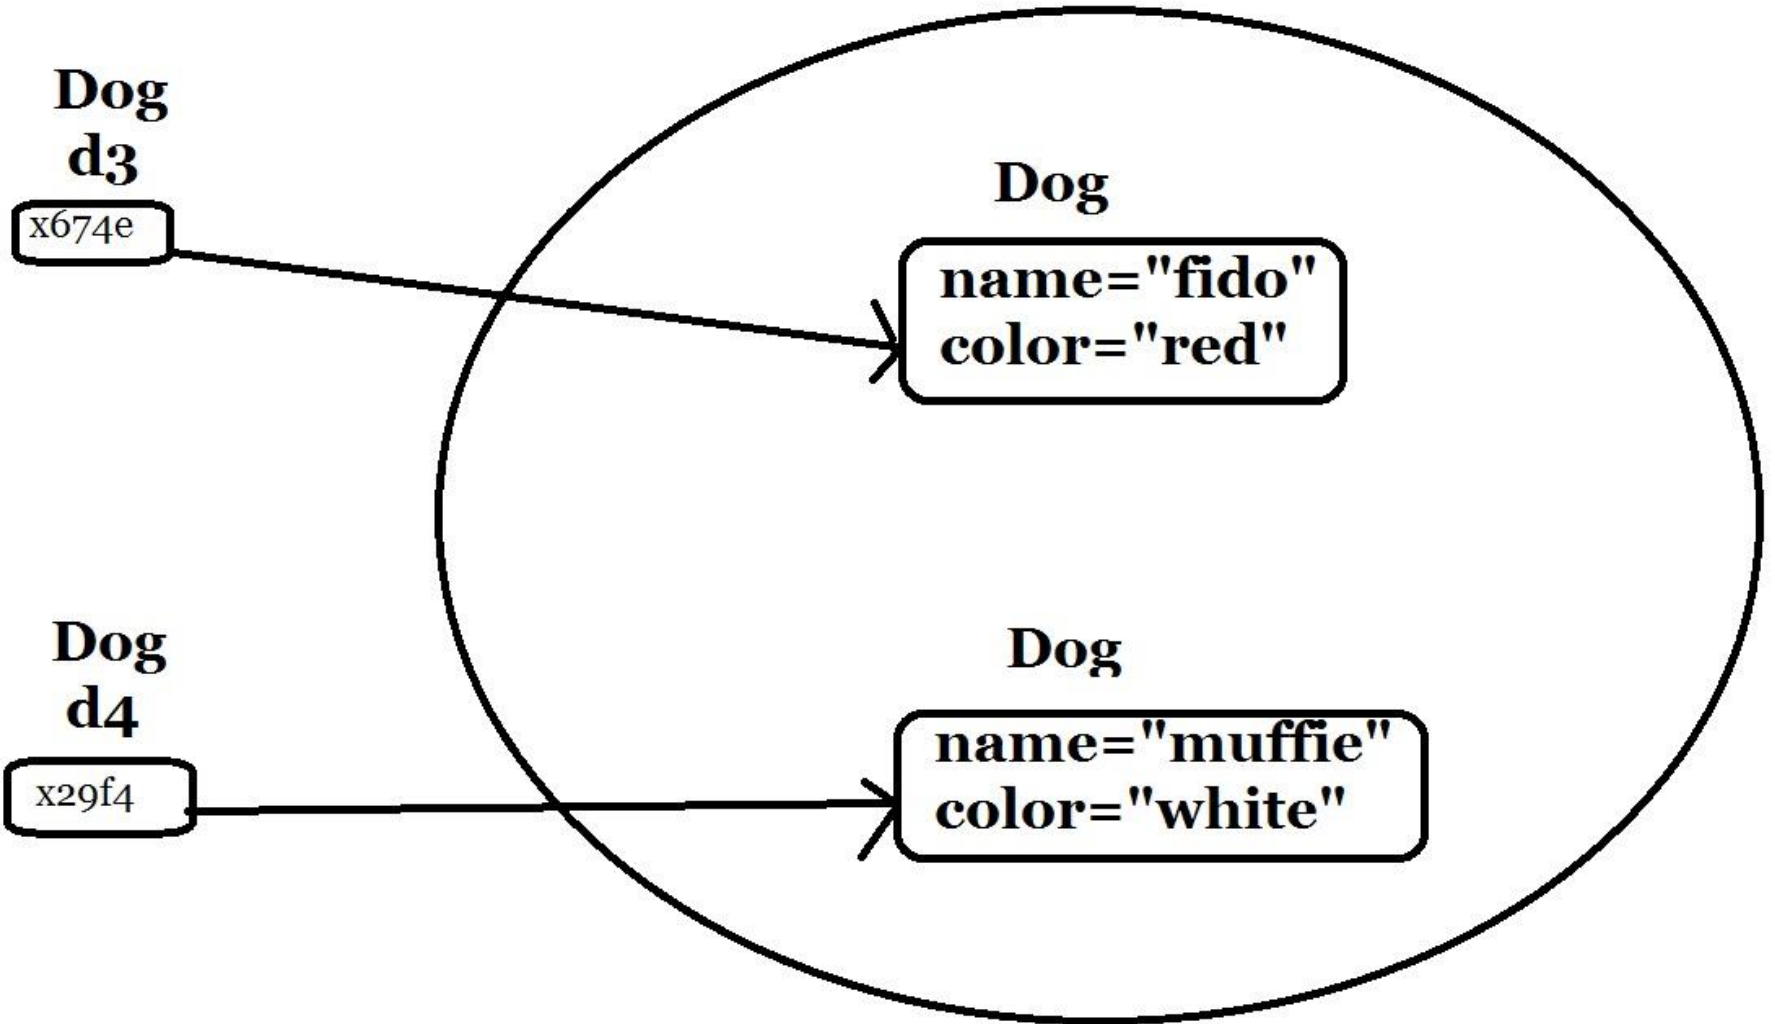 Dog
d3
x674e
Dog
name="fido"
color="red"
Dog
d4
x29f4
Dog
name="muffie"
color="white"